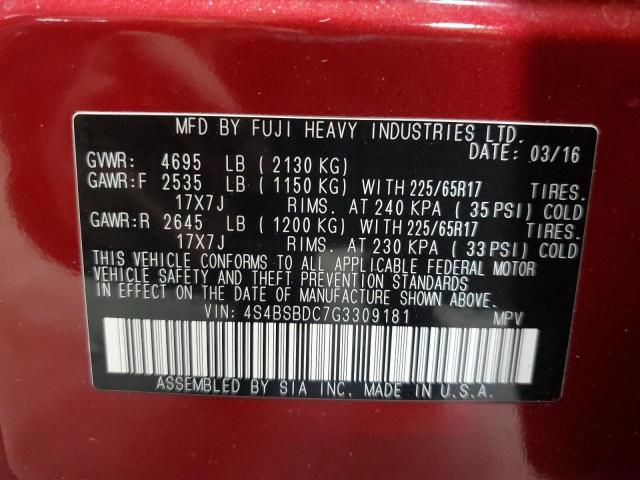 MFD BY FUJI HEAVY INDUSTRIES LTD.
DATE: 03/16
GVWR: 4695 LB ( 2130 KG)
GAWR:F 2535 LB ( 1150 KG) WITH 225/65R17 TIRES.
17X7J RIMS. AT 240 KPA ( 35 PSI) COLD
GAWR:R 2645 LB ( 1200 KG) WITH 225/65R17 TIRES.
17X7J RIMS. AT 230 KPA ( 33 PSI) COLD
THIS VEHICLE CONFORMS TO ALL APPLICABLE FEDERAL MOTOR
VEHICLE SAFETY AND THEFT PREVENTION STANDARDS
IN EFFECT ON THE DATE OF MANUFACTURE SHOWN ABOVE.
VIN: 4S4BSBDC7G3309181 MPV
ASSEMBLED BY SIA INC. MADE IN U.S.A.